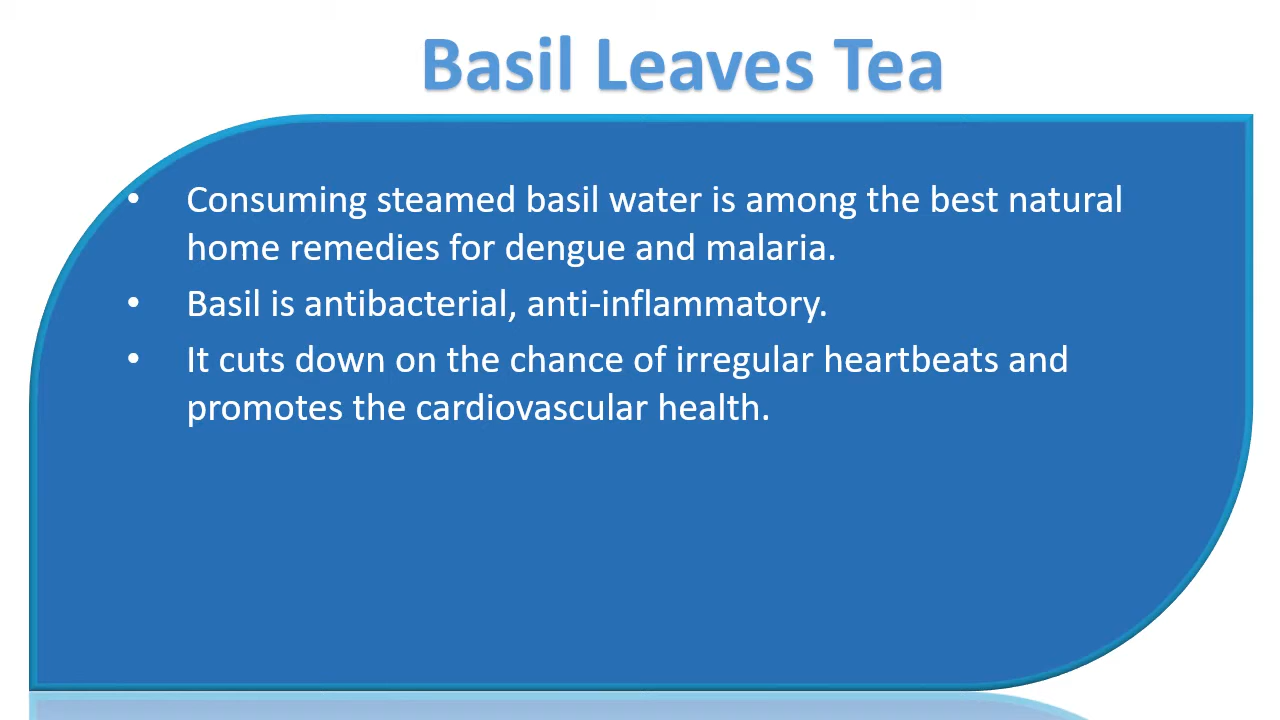 Basil Leaves Tea
• Consuming steamed basil water is among the best natural
home remedies for dengue and malaria.
• Basil is antibacterial, anti-inflammatory.
• It cuts down on the chance of irregular heartbeats and
promotes the cardiovascular health.